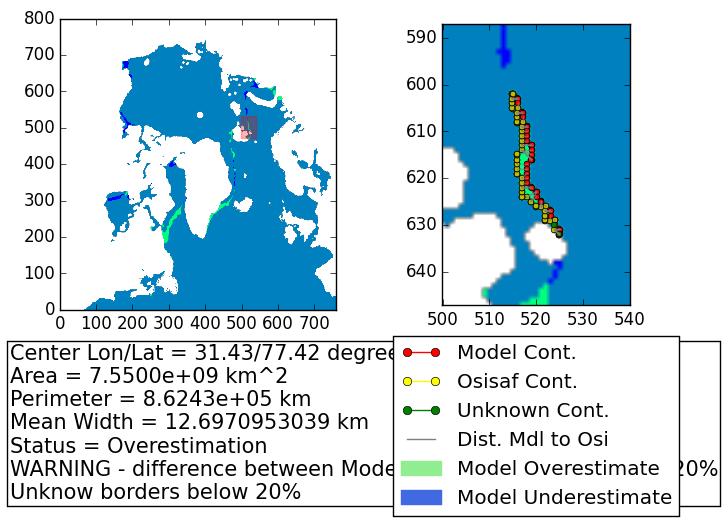 800
700
600
500
400
300
200
100
0
0 100 200 300 400 500 600 700
590
600
610
620
630
640
500 510 520 530 540
Center Lon/Lat = 31.43/77.42
Area = 7.5500e+09 km^2
Perimeter = 8.6243e+05 km
Mean Width = 12.6970953039 km
Status = Overestimation
WARNING - difference between 20%
Unknow borders below 20%
Model Cont.
Osisaf Cont.
Unknown Cont.
Dist. Mdl to Osi
Model Overestimate
Model Underestimate